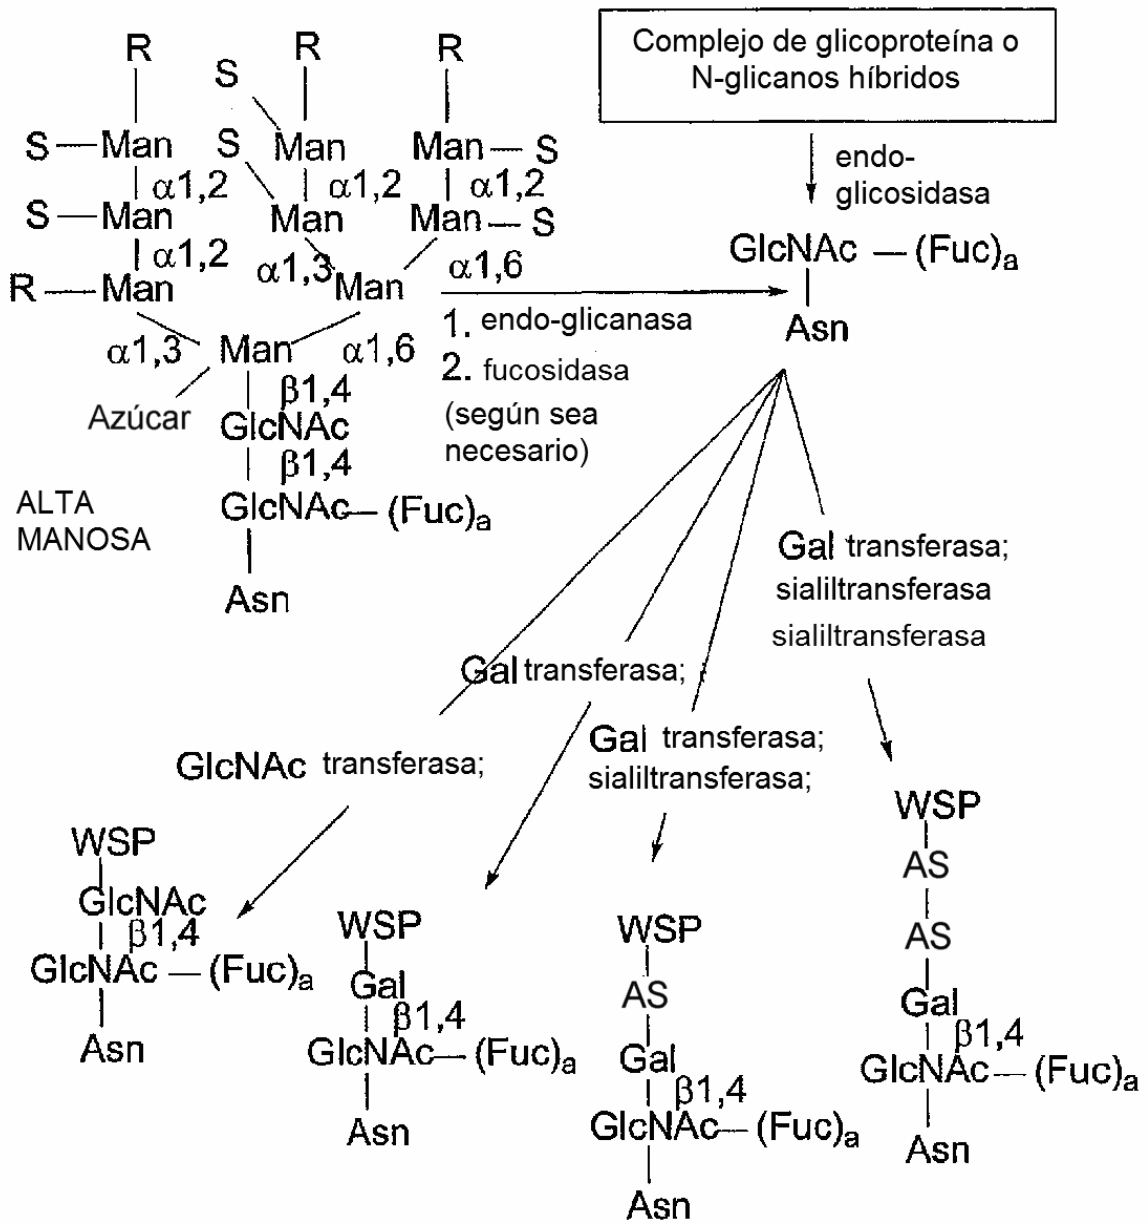 R R R
S
Complejo de glicoproteína o
N-glicanos híbridos
S—Man S Man Man—S
α1,2 α1,2 α1,2
endo-
glicosidasa
S—Man Man Man—S
α1,2 α1,3 α1,6
GlcNAc—(Fuc)a
R—Man Man
Asn
1. endo-glicanasa
2. fucosidasa
(según sea
necesario)
α1,3 Man α1,6
Azúcar
β1,4
GlcNAc
β1,4
GlcNAc—(Fuc)a
Asn
ALTA
MANOSA
Gal transferasa;
sialiltransferasa
sialiltransferasa
Gal transferasa;
Gal transferasa;
sialiltransferasa;
GlcNAc transferasa;
WSP
GlcNAc
β1,4
GlcNAc—(Fuc)a
Asn
WSP
Gal
β1,4
GlcNAc—(Fuc)a
Asn
WSP
AS
Gal
β1,4
GlcNAc—(Fuc)a
Asn
WSP
AS
AS
Gal
β1,4
GlcNAc—(Fuc)a
Asn